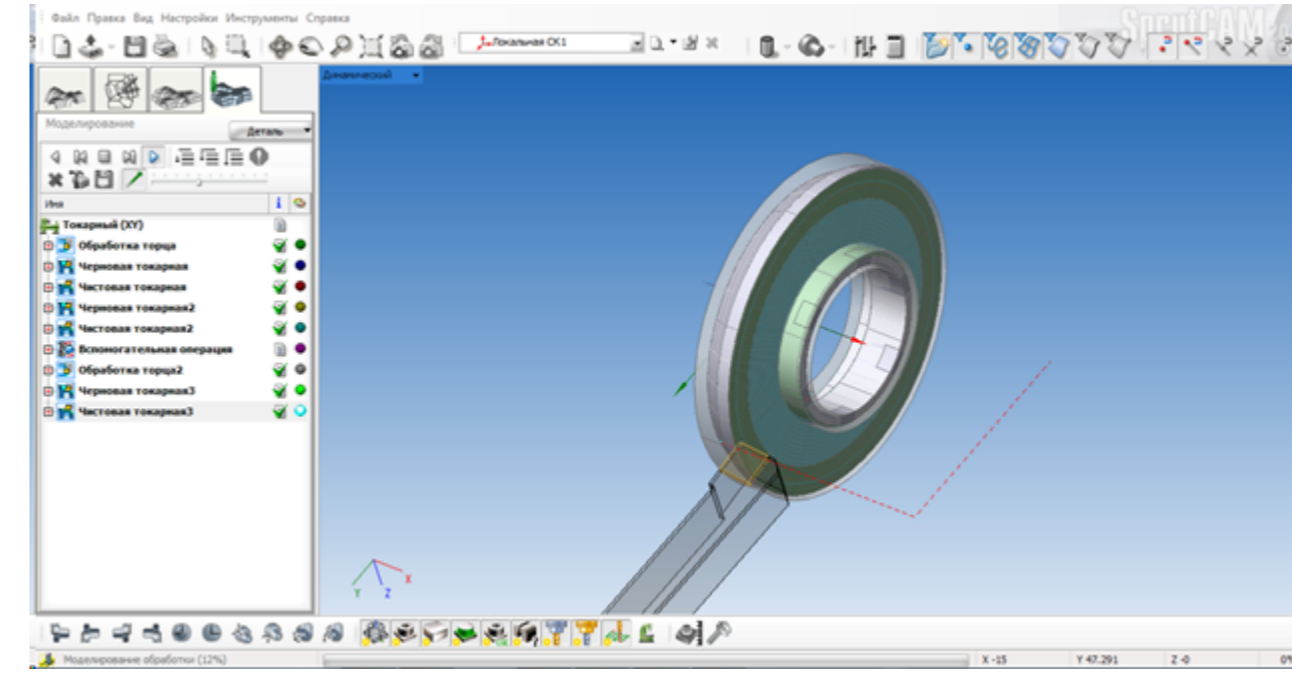 Файл Правка Вид Настройки Инструменты Справка
SprutCAM
Локальная СК1
Динамический
Моделирование
Деталь
Имя
Токарный (XY)
Обработка торца
Черновая токарная
Чистовая токарная
Черновая токарная2
Чистовая токарная2
Вспомогательная операция
Обработка торца2
Черновая токарная3
Чистовая токарная3
X
Y Z
Моделирование обработки (12%) X -15 Y 47.291 Z -0 0%